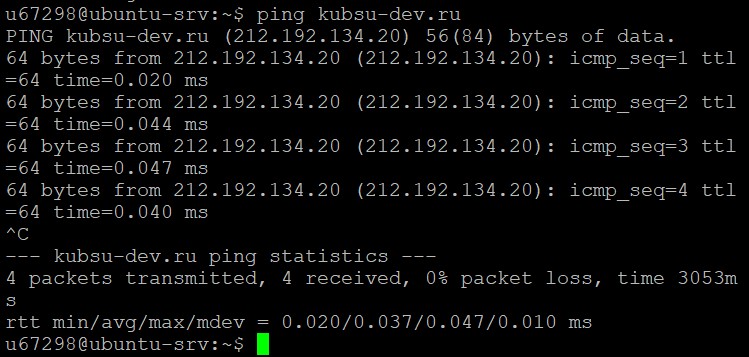 u67298@ubuntu-srv:~$ ping kubsu-dev.ru
PING kubsu-dev.ru (212.192.134.20) 56(84) bytes of data.
64 bytes from 212.192.134.20 (212.192.134.20): icmp_seq=1 ttl
=64 time=0.020 ms
64 bytes from 212.192.134.20 (212.192.134.20): icmp_seq=2 ttl
=64 time=0.044 ms
64 bytes from 212.192.134.20 (212.192.134.20): icmp_seq=3 ttl
=64 time=0.047 ms
64 bytes from 212.192.134.20 (212.192.134.20): icmp_seq=4 ttl
=64 time=0.040 ms
^C
--- kubsu-dev.ru ping statistics ---
4 packets transmitted, 4 received, 0% packet loss, time 3053m
s
rtt min/avg/max/mdev = 0.020/0.037/0.047/0.010 ms
u67298@ubuntu-srv:~$